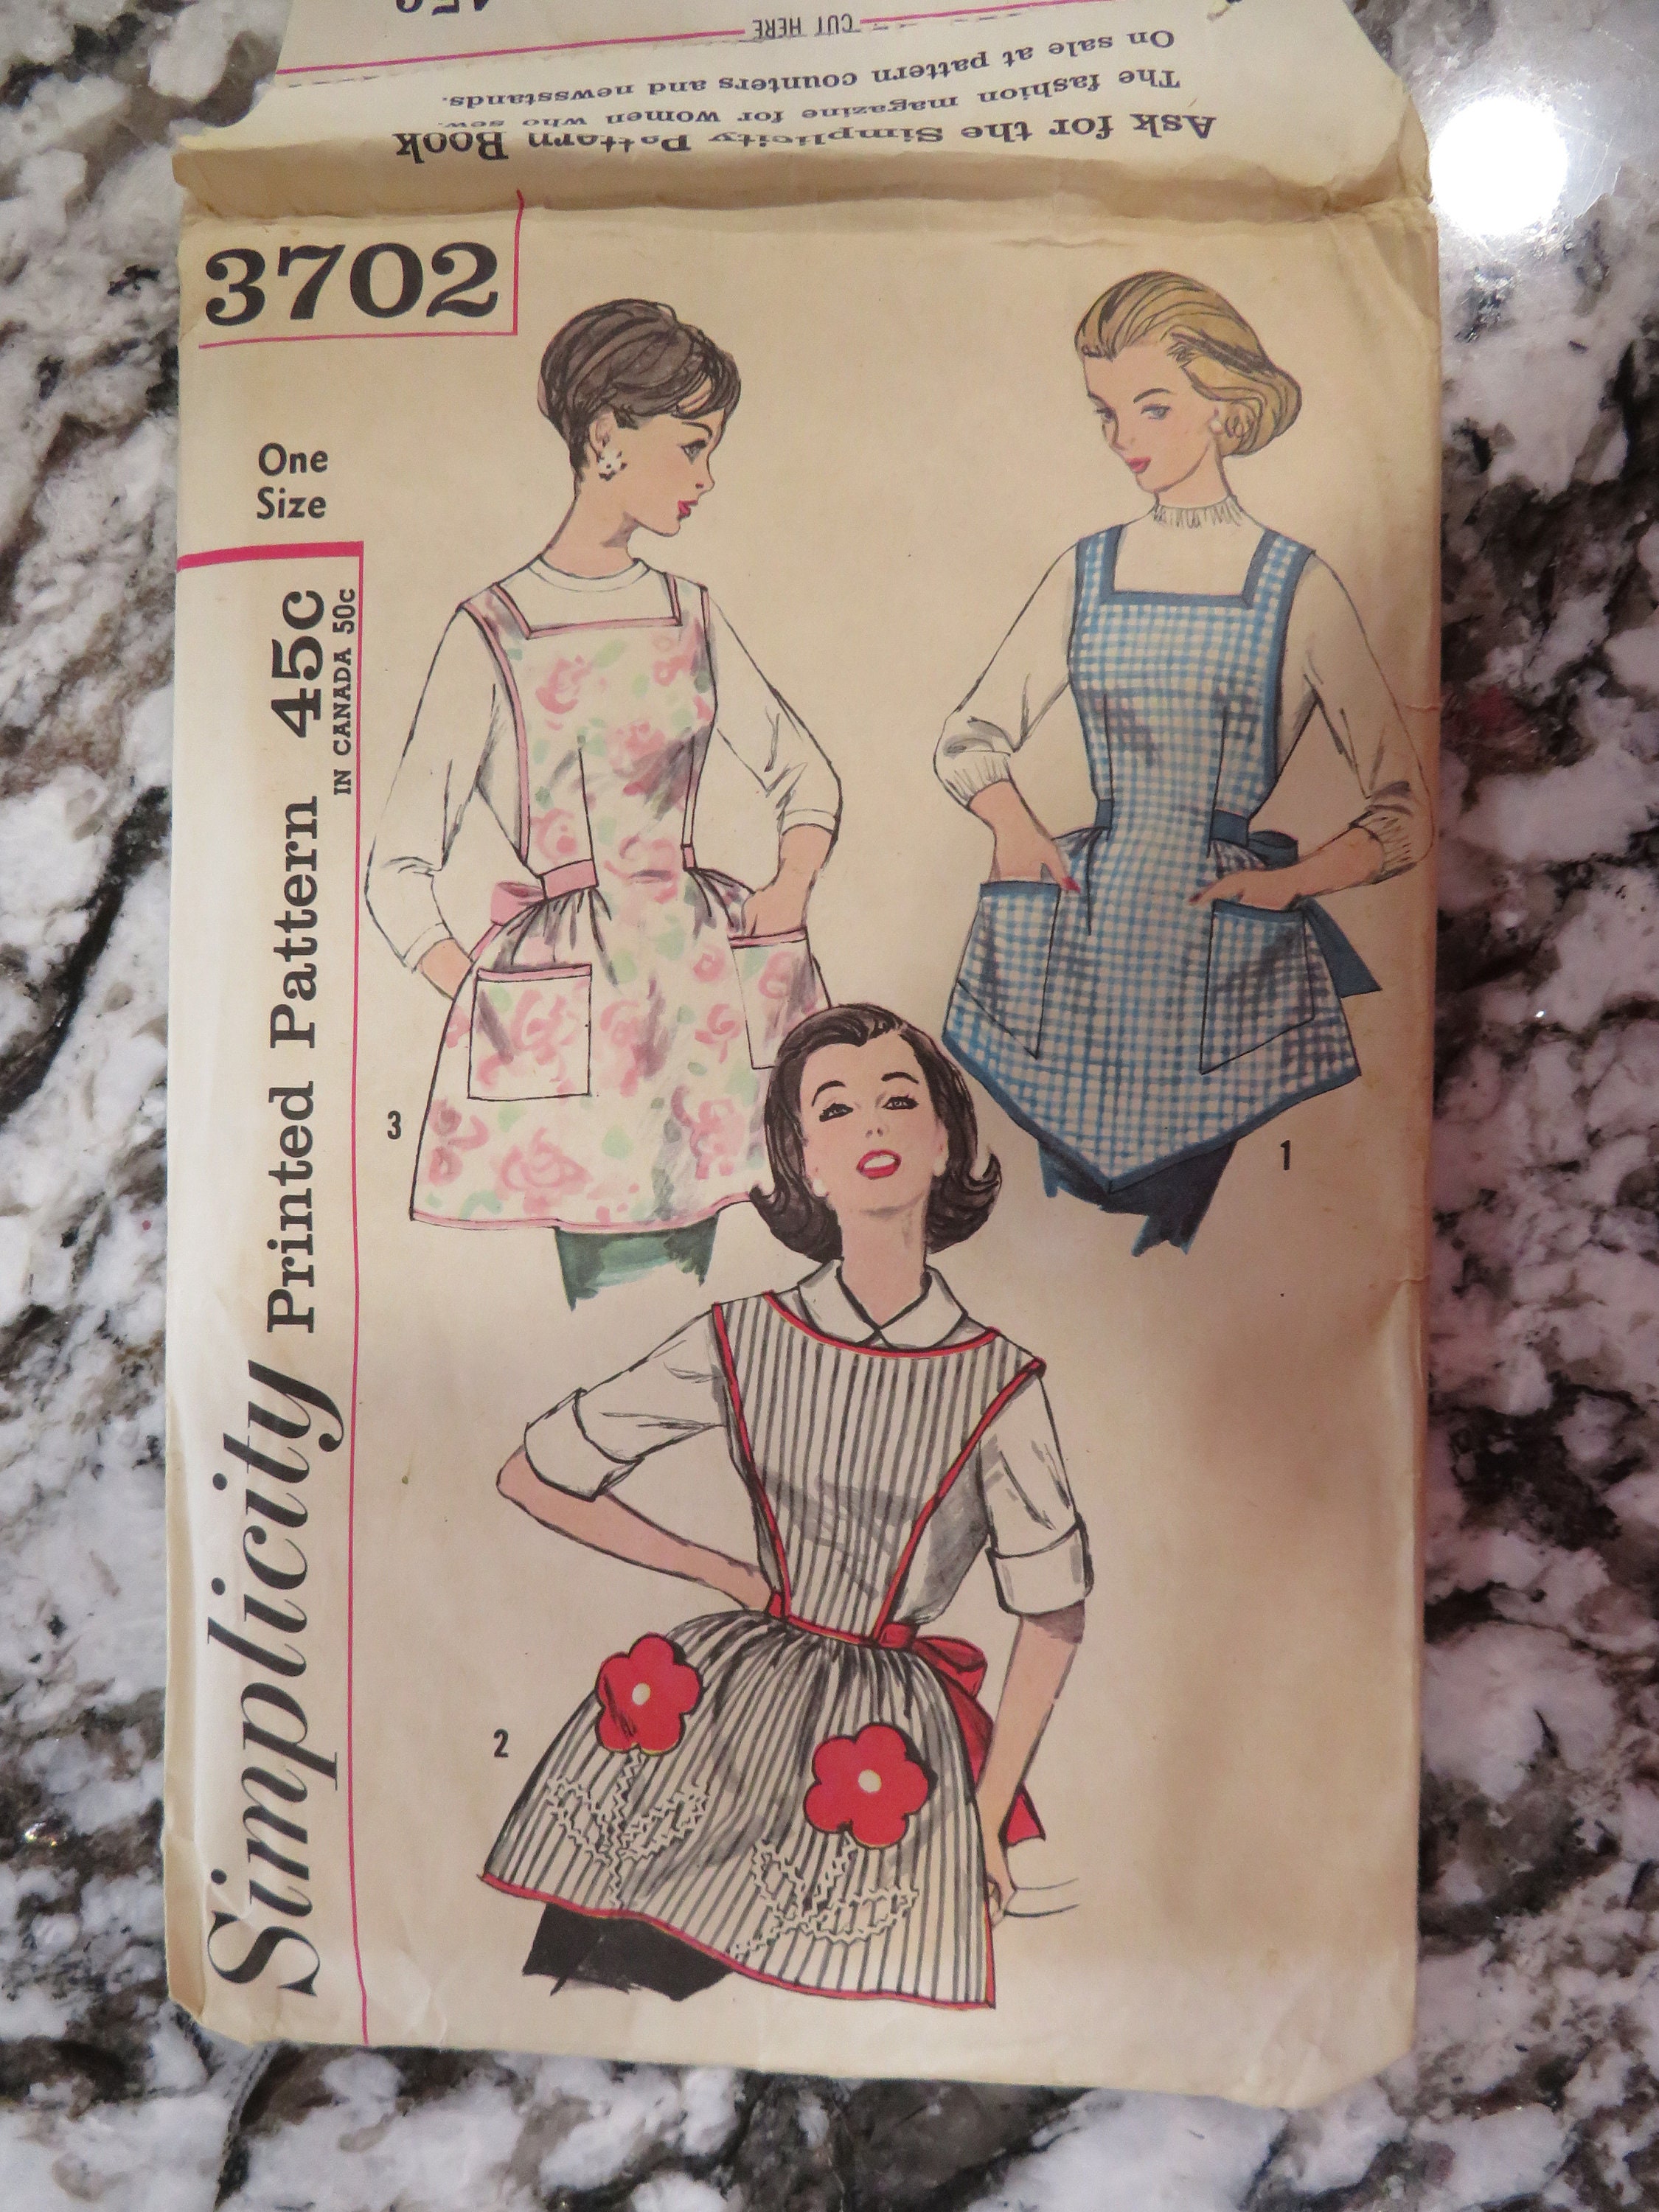 45c
CUT HERE
On sale at pattern counters and newsstands.
The fashion magazine for women who sew.
Ask for the Simplicity Pattern Book
3702
One
Size
Simplicity Printed Pattern 45c
IN CANADA 50c
3
1
2